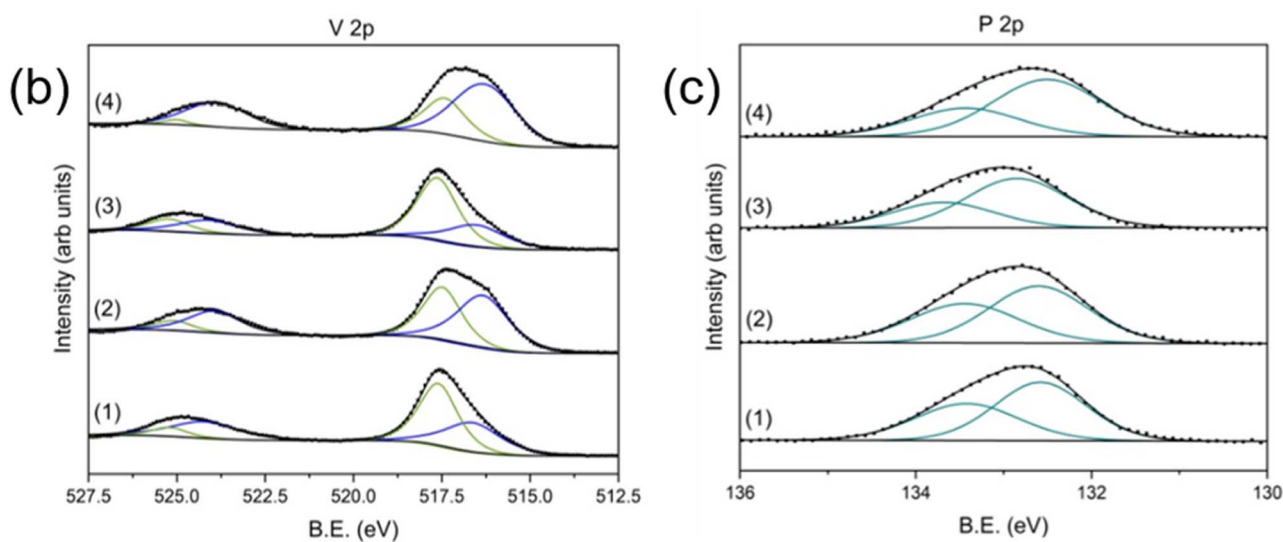 (b)
V 2p
Intensity (arb units)
(4)
(3)
(2)
(1)
527.5 525.0 522.5 520.0 517.5 515.0 512.5
B.E. (eV)
(c)
P 2p
Intensity (arb units)
(4)
(3)
(2)
(1)
136 134 132 130
B.E. (eV)